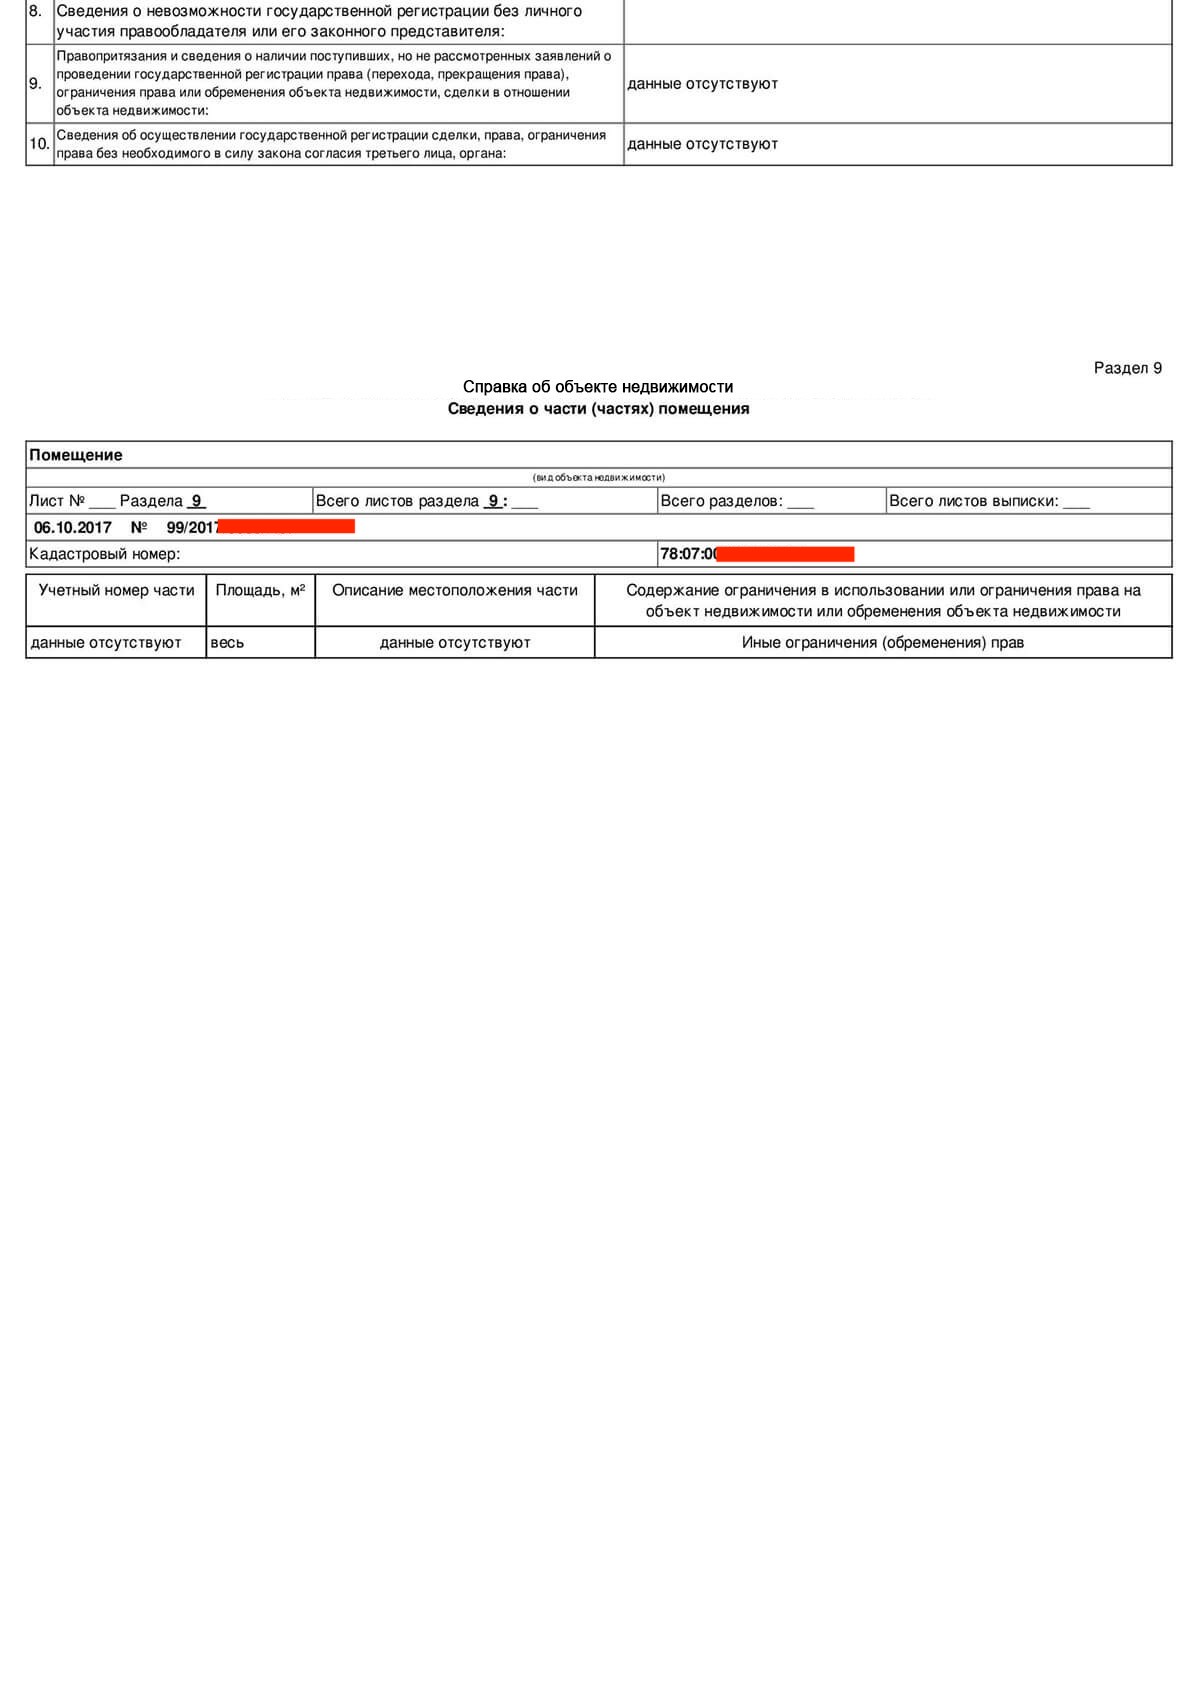 8. Сведения о невозможности государственной регистрации без личного
участия правообладателя или его законного представителя:
Правопритязания и сведения о наличии поступивших, но не рассмотренных заявлений о
проведении государственной регистрации права (перехода, прекращения права),
9. ограничения права или обременения объекта недвижимости, сделки в отношении
объекта недвижимости:
данные отсутствуют
10. Сведения об осуществлении государственной регистрации сделки, права, ограничения
права без необходимого в силу закона согласия третьего лица, органа:
данные отсутствуют
Раздел 9
Справка об объекте недвижимости
Сведения о части (частях) помещения
Помещение
(вид объекта недвижимости)
Лист № ___ Раздела _9_ Всего листов раздела _9_: ___ Всего разделов: ___ Всего листов выписки: ___
06.10.2017 № 99/2017
Кадастровый номер: 78:07:00
Учетный номер части Площадь, м² Описание местоположения части Содержание ограничения в использовании или ограничения права на
объект недвижимости или обременения объекта недвижимости
данные отсутствуют весь данные отсутствуют Иные ограничения (обременения) прав